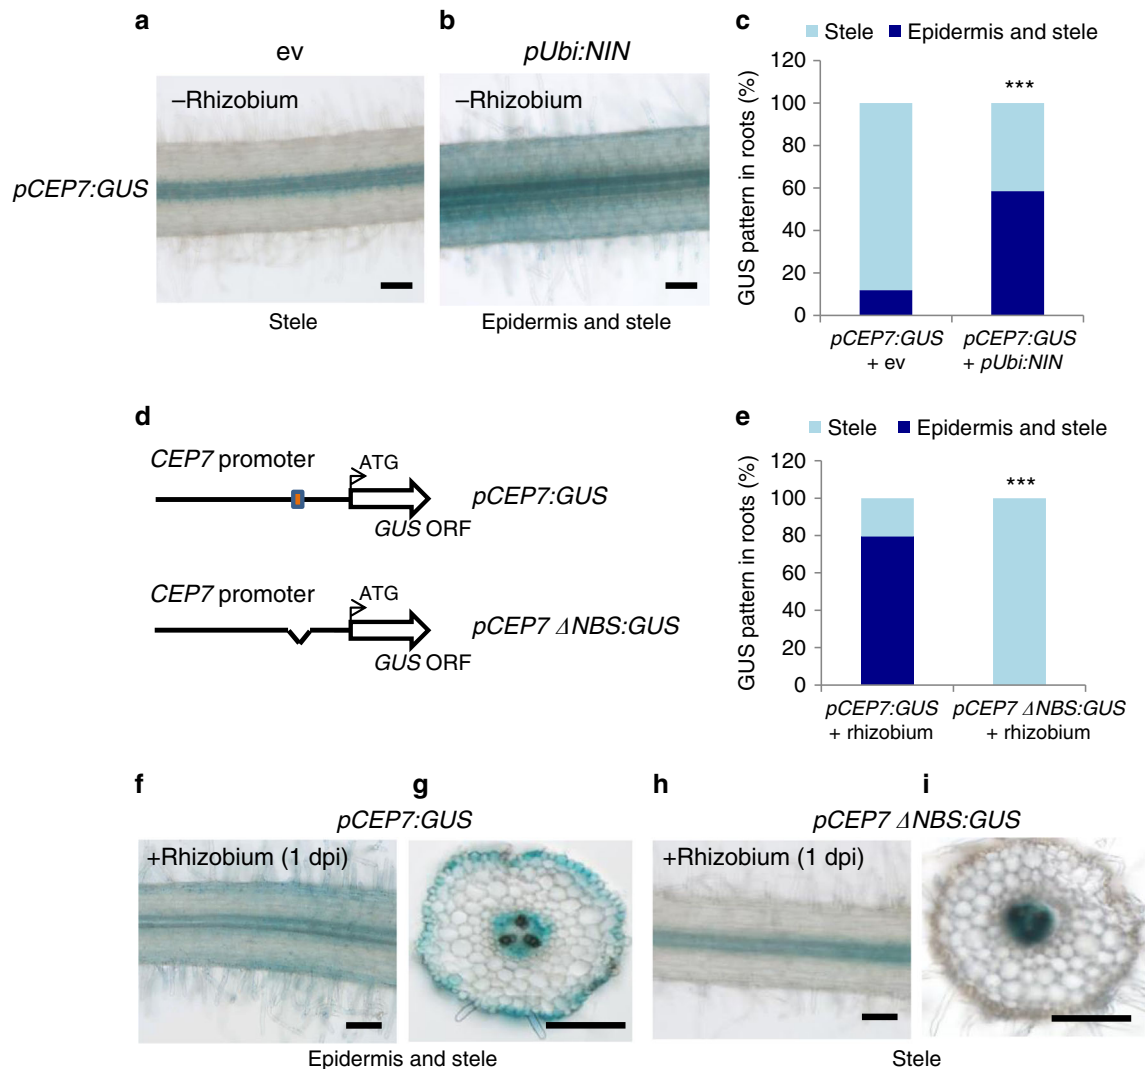 a
ev
–Rhizobium
pCEP7:GUS
Stele
b
pUbi:NIN
–Rhizobium
Epidermis and stele
c
Stele
Epidermis and stele
GUS pattern in roots (%)
120
100
80
60
40
20
0
***
pCEP7:GUS
+ ev
pCEP7:GUS
+ pUbi:NIN
d
CEP7 promoter
ATG
GUS ORF
pCEP7:GUS
CEP7 promoter
ATG
GUS ORF
pCEP7 ΔNBS:GUS
e
Stele
Epidermis and stele
GUS pattern in roots (%)
120
100
80
60
40
20
0
***
pCEP7:GUS
+ rhizobium
pCEP7 ΔNBS:GUS
+ rhizobium
f
g
pCEP7:GUS
+Rhizobium (1 dpi)
Epidermis and stele
h
i
pCEP7 ΔNBS:GUS
+Rhizobium (1 dpi)
Stele